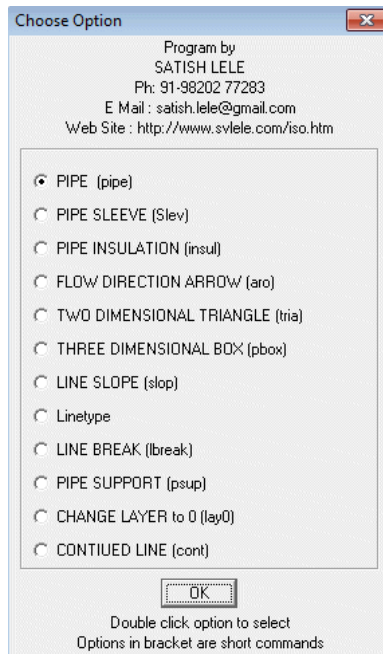 Choose Option
Program by
SATISH LELE
Ph: 91-98202 77283
E Mail : satish.lele@gmail.com
Web Site : http://www.svlele.com/iso.htm
PIPE (pipe)
PIPE SLEEVE (Slev)
PIPE INSULATION (insul)
FLOW DIRECTION ARROW (aro)
TWO DIMENSIONAL TRIANGLE (tria)
THREE DIMENSIONAL BOX (pbox)
LINE SLOPE (slop)
Linetype
LINE BREAK (lbreak)
PIPE SUPPORT (psup)
CHANGE LAYER to 0 (lay0)
CONTIUED LINE (cont)
OK
Double click option to select
Options in bracket are short commands